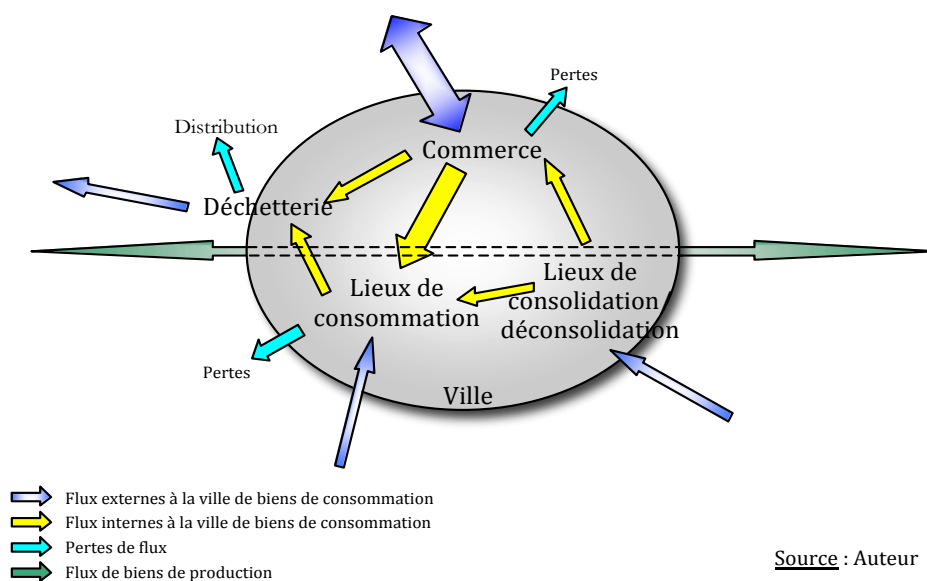 Pertes
Distribution
Commerce
Déchetterie
Lieux de
consommation
Lieux de
consolidation /
déconsolidation
Pertes
Ville
Flux externes à la ville de biens de consommation
Flux internes à la ville de biens de consommation
Pertes de flux
Flux de biens de production
Source : Auteur